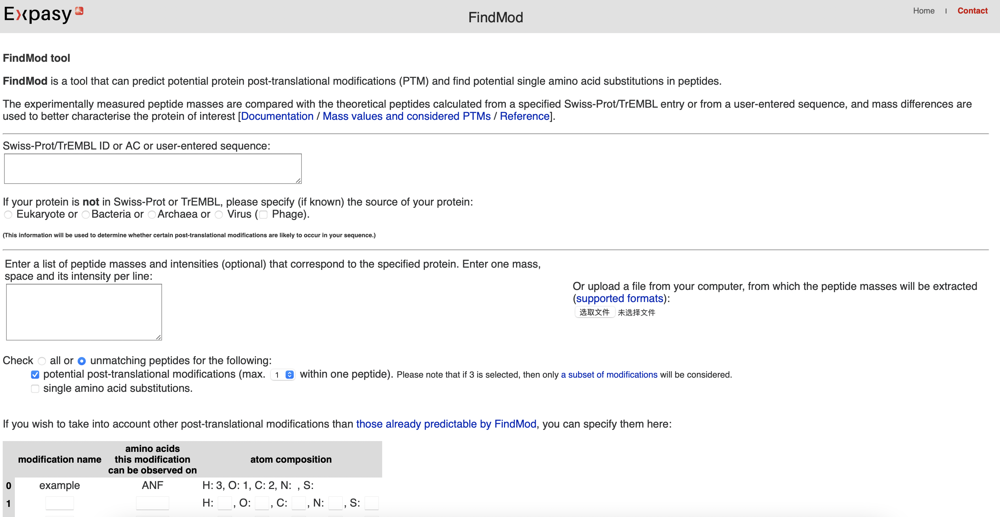 Expasy
FindMod
Home | Contact
FindMod tool
FindMod is a tool that can predict potential protein post-translational modifications (PTM) and find potential single amino acid substitutions in peptides.
The experimentally measured peptide masses are compared with the theoretical peptides calculated from a specified Swiss-Prot/TrEMBL entry or from a user-entered sequence, and mass differences are
used to better characterise the protein of interest [Documentation / Mass values and considered PTMs / Reference].
Swiss-Prot/TrEMBL ID or AC or user-entered sequence:
If your protein is not in Swiss-Prot or TrEMBL, please specify (if known) the source of your protein:
Eukaryote or Bacteria or Archaea or Virus ( Phage).
(This information will be used to determine whether certain post-translational modifications are likely to occur in your sequence.)
Enter a list of peptide masses and intensities (optional) that correspond to the specified protein. Enter one mass,
space and its intensity per line:
Or upload a file from your computer, from which the peptide masses will be extracted
(supported formats):
选取文件 未选择文件
Check all or unmatching peptides for the following:
potential post-translational modifications (max. 1 within one peptide). Please note that if 3 is selected, then only a subset of modifications will be considered.
single amino acid substitutions.
If you wish to take into account other post-translational modifications than those already predictable by FindMod, you can specify them here:
modification name
amino acids
this modification
can be observed on
atom composition
0 example ANF H: 3, O: 1, C: 2, N: , S:
1 H: , O: , C: , N: , S: